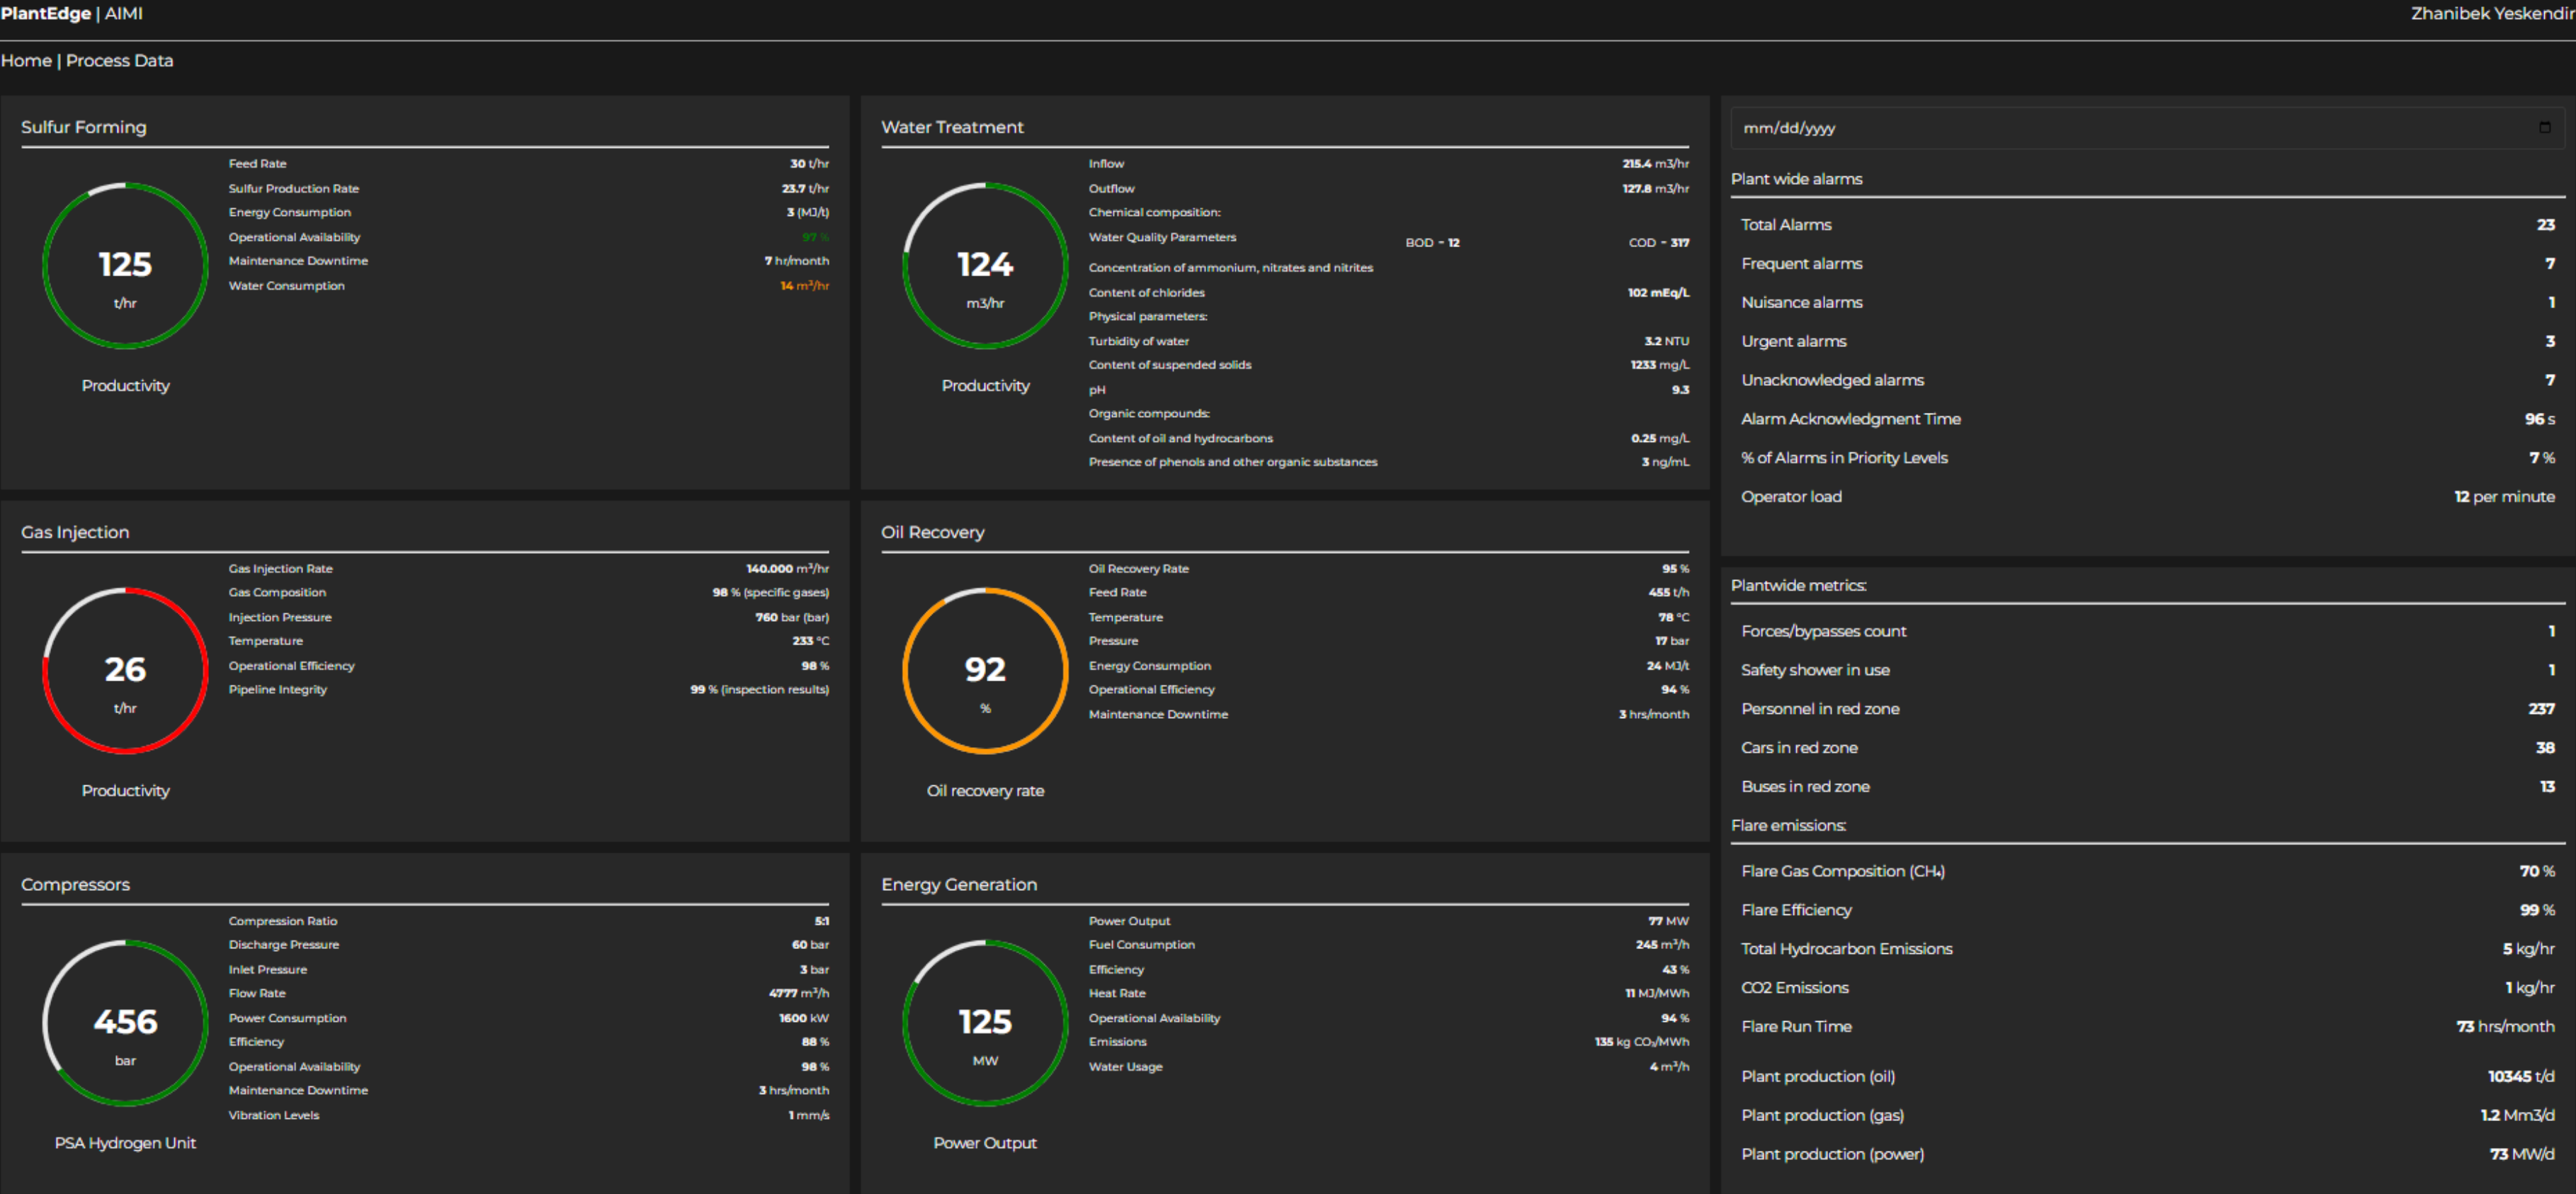 PlantEdge | AIMI
Zhanibek Yeskendir
Home | Process Data
Sulfur Forming
125
t/hr
Productivity
Feed Rate 30 t/hr
Sulfur Production Rate 23.7 t/hr
Energy Consumption 3 (MJ/t)
Operational Availability 97 %
Maintenance Downtime 7 hr/month
Water Consumption 14 m³/hr
Water Treatment
124
m3/hr
Productivity
Inflow 215.4 m3/hr
Outflow 127.8 m3/hr
Chemical composition:
Water Quality Parameters BOD - 12 COD - 317
Concentration of ammonium, nitrates and nitrites
Content of chlorides 102 mEq/L
Physical parameters:
Turbidity of water 3.2 NTU
Content of suspended solids 1233 mg/L
pH 9.3
Organic compounds:
Content of oil and hydrocarbons 0.25 mg/L
Presence of phenols and other organic substances 3 ng/mL
mm/dd/yyyy
Plant wide alarms
Total Alarms 23
Frequent alarms 7
Nuisance alarms 1
Urgent alarms 3
Unacknowledged alarms 7
Alarm Acknowledgment Time 96 s
% of Alarms in Priority Levels 7 %
Operator load 12 per minute
Gas Injection
26
t/hr
Productivity
Gas Injection Rate 140.000 m³/hr
Gas Composition 98 % (specific gases)
Injection Pressure 760 bar (bar)
Temperature 233 °C
Operational Efficiency 98 %
Pipeline Integrity 99 % (inspection results)
Oil Recovery
92
%
Oil recovery rate
Oil Recovery Rate 95 %
Feed Rate 455 t/h
Temperature 78 °C
Pressure 17 bar
Energy Consumption 24 MJ/t
Operational Efficiency 94 %
Maintenance Downtime 3 hrs/month
Plantwide metrics:
Forces/bypasses count 1
Safety shower in use 1
Personnel in red zone 237
Cars in red zone 38
Buses in red zone 13
Flare emissions:
Flare Gas Composition (CH₄) 70 %
Flare Efficiency 99 %
Total Hydrocarbon Emissions 5 kg/hr
CO2 Emissions 1 kg/hr
Flare Run Time 73 hrs/month
Plant production (oil) 10345 t/d
Plant production (gas) 1.2 Mm3/d
Plant production (power) 73 MW/d
Compressors
456
bar
PSA Hydrogen Unit
Compression Ratio 5:1
Discharge Pressure 60 bar
Inlet Pressure 3 bar
Flow Rate 4777 m³/h
Power Consumption 1600 kW
Efficiency 88 %
Operational Availability 98 %
Maintenance Downtime 3 hrs/month
Vibration Levels 1 mm/s
Energy Generation
125
MW
Power Output
Power Output 77 MW
Fuel Consumption 245 m³/h
Efficiency 43 %
Heat Rate 11 MJ/MWh
Operational Availability 94 %
Emissions 135 kg CO₂/MWh
Water Usage 4 m³/h